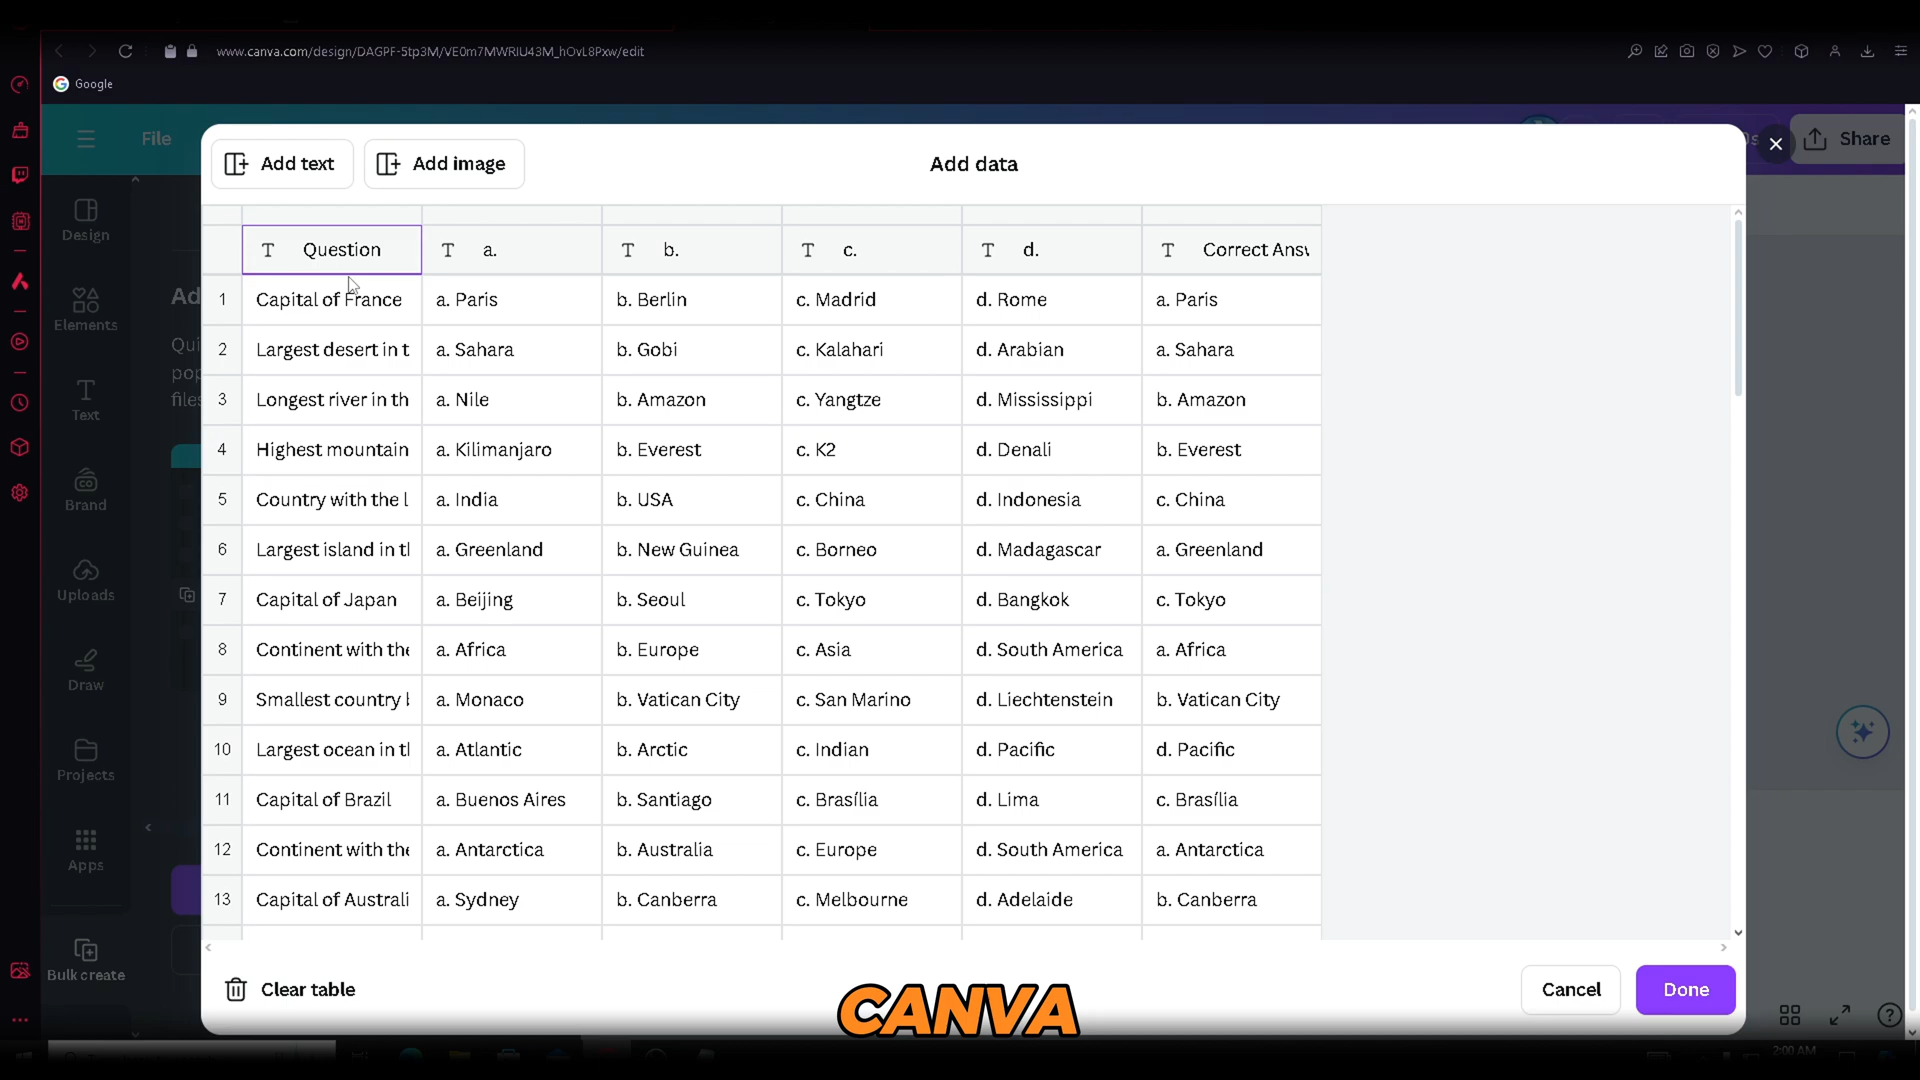 www.canva.com/design/DAGPF-5tp3M/VE0m7MWRIU43M_hOvL8Pxw/edit
Google
File
Share
Add text
Add image
Add data
Design
Elements
Text
Brand
Uploads
Draw
Projects
Apps
Bulk create
Question a. b. c. d. Correct Answ
1 Capital of France a. Paris b. Berlin c. Madrid d. Rome a. Paris
2 Largest desert in t a. Sahara b. Gobi c. Kalahari d. Arabian a. Sahara
3 Longest river in th a. Nile b. Amazon c. Yangtze d. Mississippi b. Amazon
4 Highest mountain a. Kilimanjaro b. Everest c. K2 d. Denali b. Everest
5 Country with the l a. India b. USA c. China d. Indonesia c. China
6 Largest island in th a. Greenland b. New Guinea c. Borneo d. Madagascar a. Greenland
7 Capital of Japan a. Beijing b. Seoul c. Tokyo d. Bangkok c. Tokyo
8 Continent with the a. Africa b. Europe c. Asia d. South America a. Africa
9 Smallest country b a. Monaco b. Vatican City c. San Marino d. Liechtenstein b. Vatican City
10 Largest ocean in th a. Atlantic b. Arctic c. Indian d. Pacific d. Pacific
11 Capital of Brazil a. Buenos Aires b. Santiago c. Brasília d. Lima c. Brasília
12 Continent with the a. Antarctica b. Australia c. Europe d. South America a. Antarctica
13 Capital of Australi a. Sydney b. Canberra c. Melbourne d. Adelaide b. Canberra
Clear table
Cancel
Done
CANVA
2:00 AM